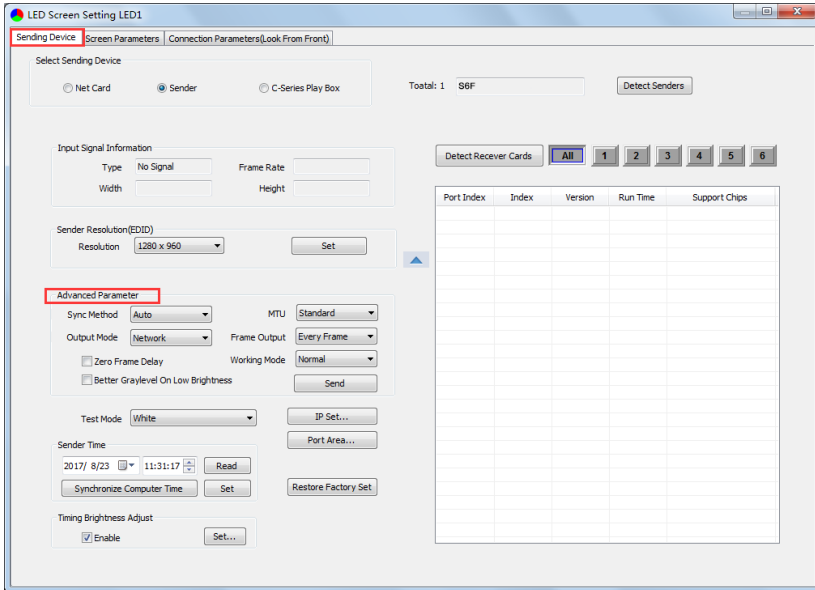 LED Screen Setting LED1
Sending Device Screen Parameters Connection Parameters(Look From Front)
Select Sending Device
Net Card Sender C-Series Play Box
Toatal: 1 S6F Detect Senders
Input Signal Information
Type No Signal Frame Rate
Width Height
Detect Recever Cards All 1 2 3 4 5 6
Port Index Index Version Run Time Support Chips
Sender Resolution(EDID)
Resolution 1280 x 960 Set
Advanced Parameter
Sync Method Auto MTU Standard
Output Mode Network Frame Output Every Frame
Zero Frame Delay Working Mode Normal
Better Graylevel On Low Brightness Send
Test Mode White IP Set...
Port Area...
Sender Time
2017/ 8/23 11:31:17 Read
Synchronize Computer Time Set Restore Factory Set
Timing Brightness Adjust
Enable Set...